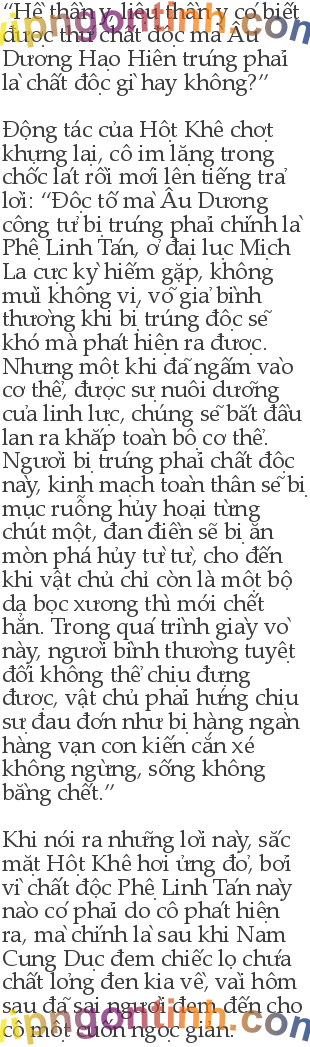 “Hề thần y, liệu thần y có biết
được thứ chất độc mà Âu
Dương Hạo Hiên trúng phải
là chất độc gì hay không?”

Động tác của Hột Khê chợt
khựng lại, cô im lặng trong
chốc lát rồi mới lên tiếng trả
lời: “Độc tố mà Âu Dương
công tử bị trúng phải chính là
Phệ Linh Tán, ở đại lục Mịch
La cực kỳ hiếm gặp, không
mùi không vị, võ giả bình
thường khi bị trúng độc sẽ
khó mà phát hiện ra được.
Nhưng một khi đã ngấm vào
cơ thể, được sự nuôi dưỡng
của linh lực, chúng sẽ bắt đầu
lan ra khắp toàn bộ cơ thể.
Người bị trúng phải chất độc
này, kinh mạch toàn thân sẽ bị
mục ruỗng hủy hoại từng
chút một, đan điền sẽ bị ăn
mòn phá hủy từ từ, cho đến
khi vật chủ chỉ còn là một bộ
da bọc xương thì mới chết
hẳn. Trong quá trình giày vò
này, người bình thường tuyệt
đối không thể chịu đựng
được, vật chủ phải hứng chịu
sự đau đớn như bị hàng ngàn
hàng vạn con kiến cắn xé
không ngừng, sống không
bằng chết.”

Khi nói ra những lời này, sắc
mặt Hột Khê hơi ửng đỏ, bởi
vì chất độc Phệ Linh Tán này
nào có phải do cô phát hiện
ra, mà chính là sau khi Nam
Cung Dục đem chiếc lọ chứa
chất lỏng đen kia về, vài hôm
sau đã sai người đem đến cho
cô một cuốn ngọc giản.
vipngontinh.com
vipngontinh.com